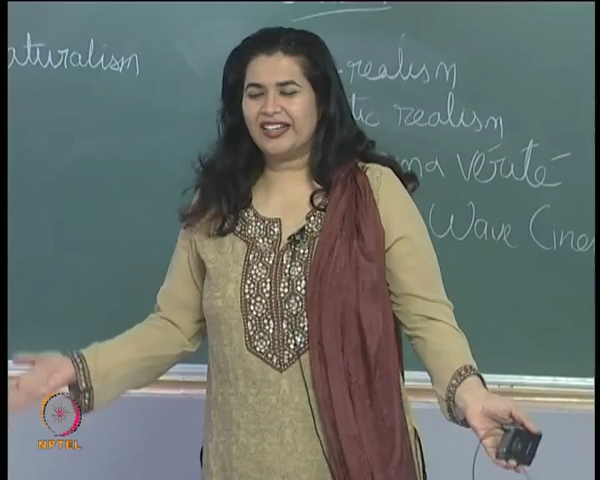 aturalism
-realism
tic realism
ma vérité
Wave Cine
NPTEL